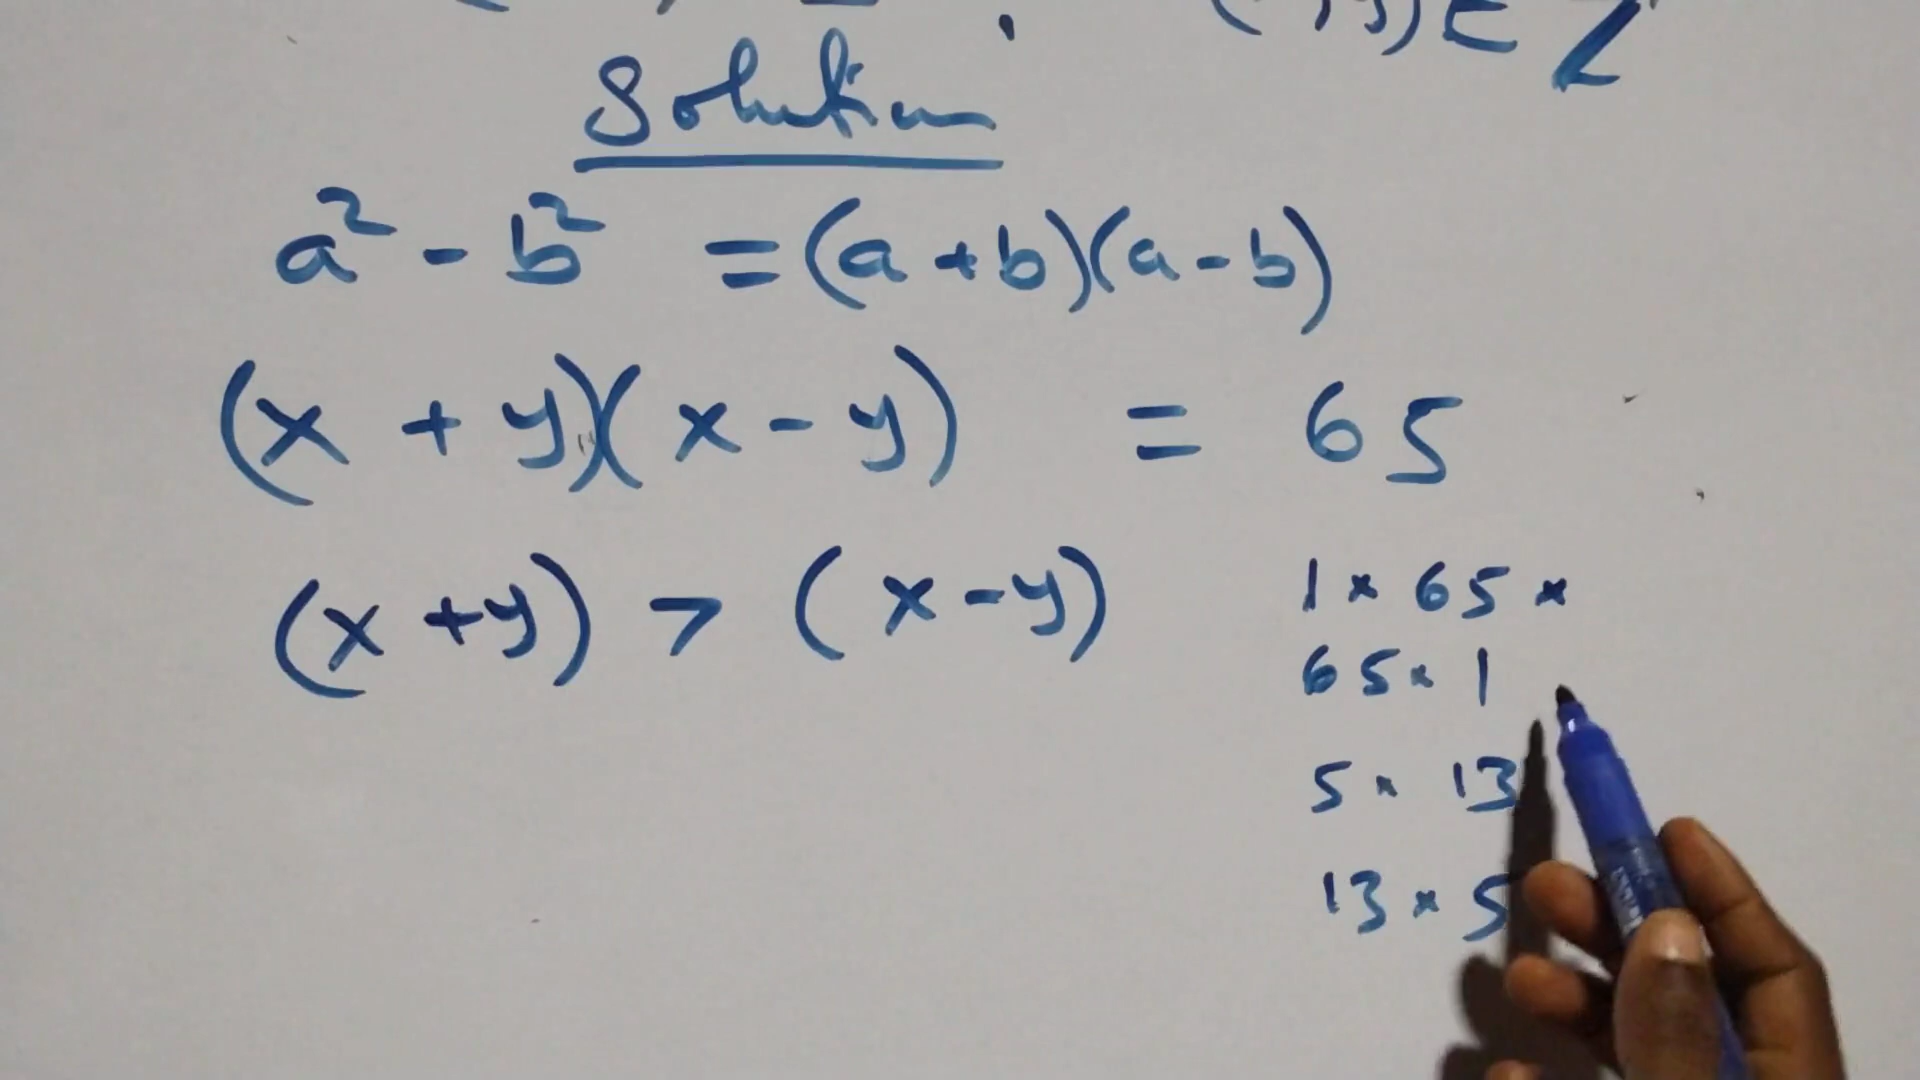 Solution
a² - b² = (a + b)(a - b)
(x + y)(x - y) = 65
(x + y) > (x - y)
1 × 65 ×
65 × 1
5 × 13
13 × 5